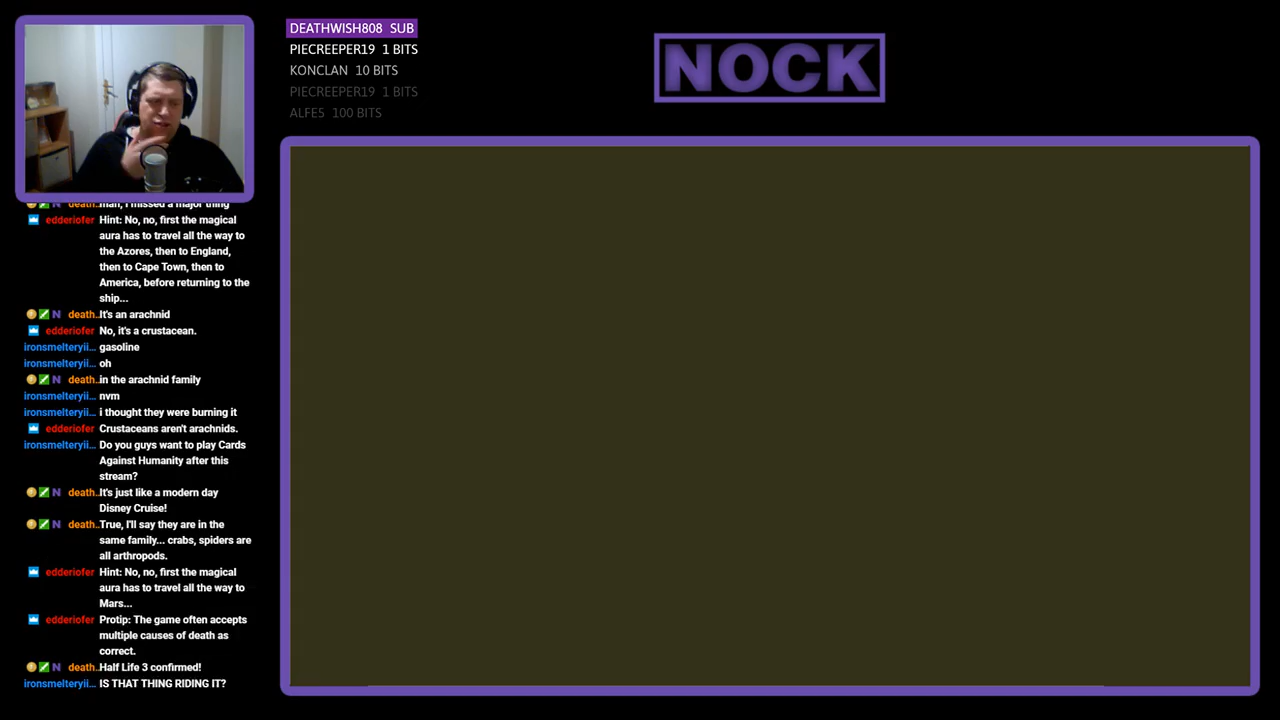 DEATHWISH808 SUB
PIECREEPER19 1 BITS
KONCLAN 10 BITS
PIECREEPER19 1 BITS
ALFE5 100 BITS
NOCK
death.. man, I missed a major thing
edderiofer Hint: No, no, first the magical
aura has to travel all the way to
the Azores, then to England,
then to Cape Town, then to
America, before returning to the
ship...
N death.. It's an arachnid
edderiofer No, it's a crustacean.
ironsmelteryii... gasoline
ironsmelteryii... oh
N death.. in the arachnid family
ironsmelteryii... nvm
ironsmelteryii... i thought they were burning it
edderiofer Crustaceans aren't arachnids.
ironsmelteryii... Do you guys want to play Cards
Against Humanity after this
stream?
N death.. It's just like a modern day
Disney Cruise!
N death.. True, I'll say they are in the
same family... crabs, spiders are
all arthropods.
edderiofer Hint: No, no, first the magical
aura has to travel all the way to
Mars...
edderiofer Protip: The game often accepts
multiple causes of death as
correct.
N death.. Half Life 3 confirmed!
ironsmelteryii... IS THAT THING RIDING IT?